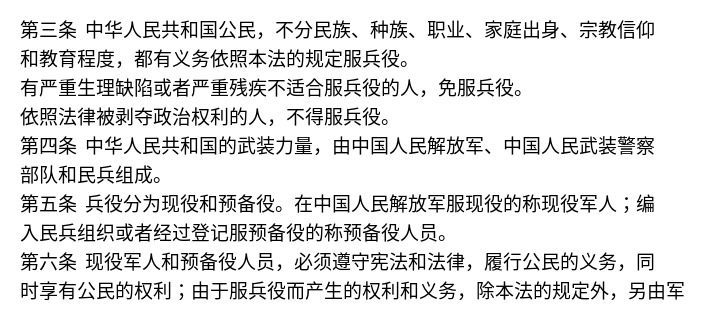 第三条 中华人民共和国公民，不分民族、种族、职业、家庭出身、宗教信仰
和教育程度，都有义务依照本法的规定服兵役。
有严重生理缺陷或者严重残疾不适合服兵役的人，免服兵役。
依照法律被剥夺政治权利的人，不得服兵役。
第四条 中华人民共和国的武装力量，由中国人民解放军、中国人民武装警察
部队和民兵组成。
第五条 兵役分为现役和预备役。在中国人民解放军服现役的称现役军人；编
入民兵组织或者经过登记服预备役的称预备役人员。
第六条 现役军人和预备役人员，必须遵守宪法和法律，履行公民的义务，同
时享有公民的权利；由于服兵役而产生的权利和义务，除本法的规定外，另由军